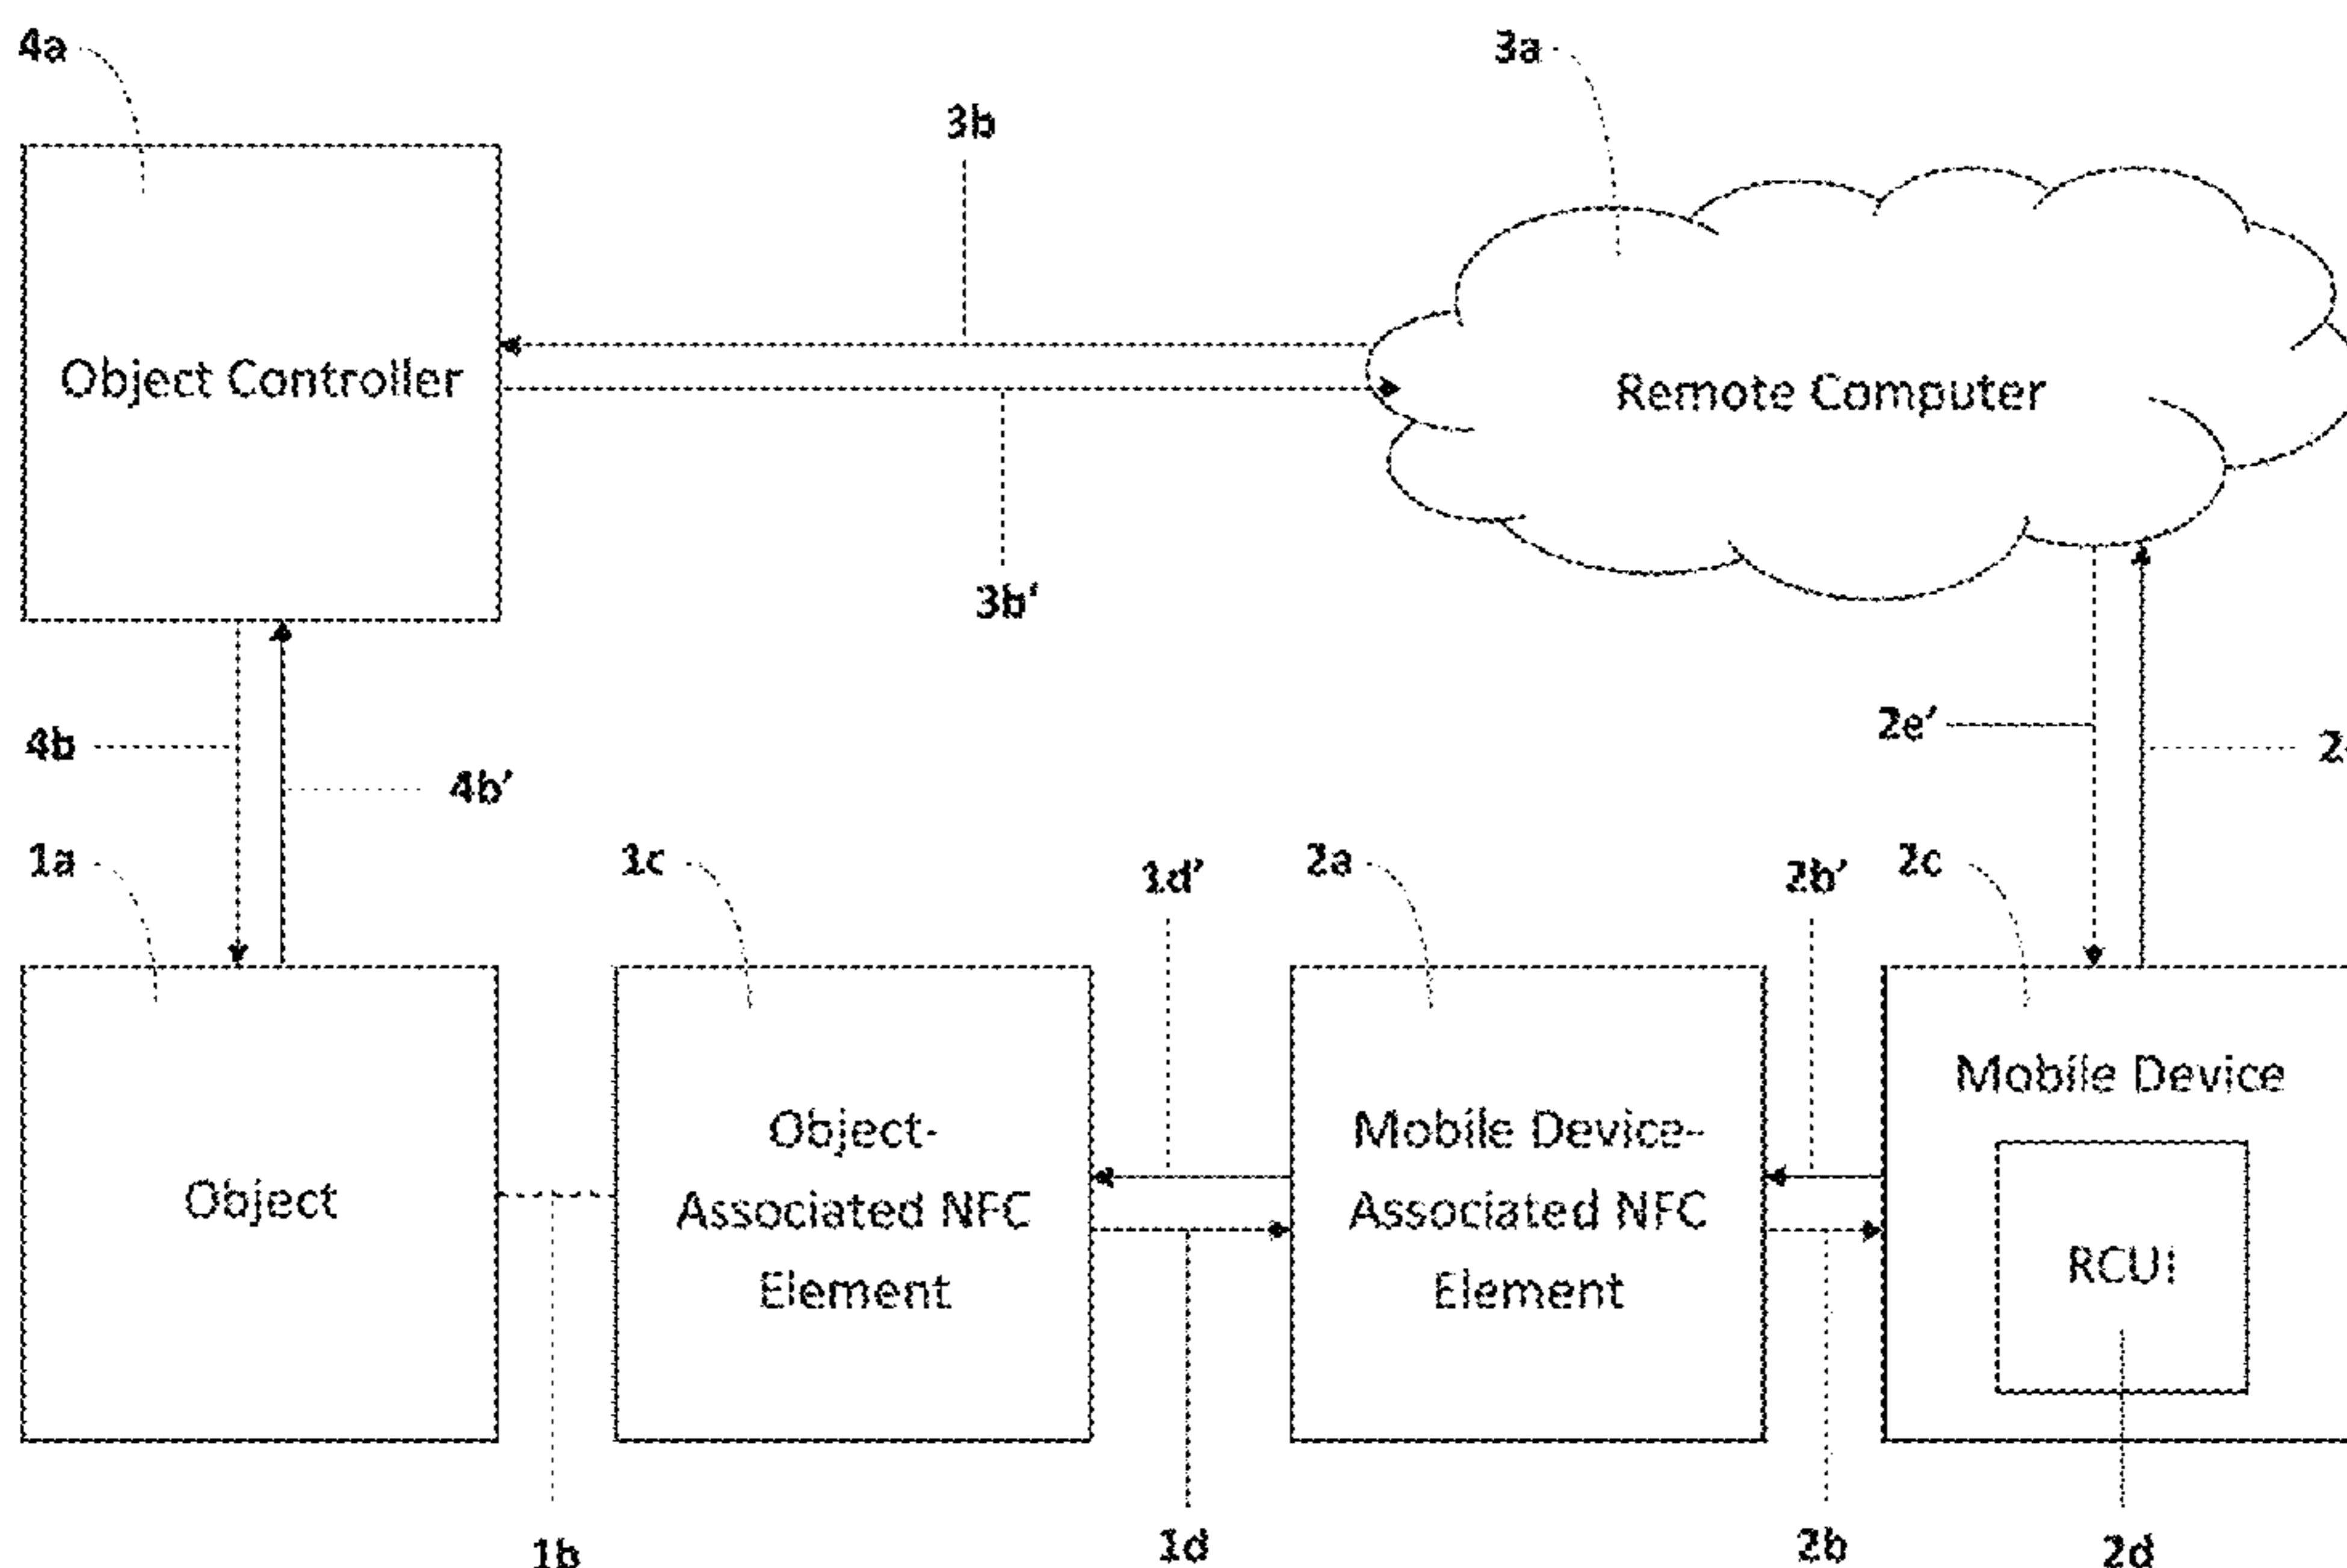 4a
3a
3b
Object Controller
Remote Computer
3b'
2e'
4b
4b'
1a
1c
1d'
2a
2b'
2c
Mobile Device
Object-
Associated NFC
Element
Mobile Device-
Associated NFC
Element
Object
RCUI
1b
1d
2b
2d